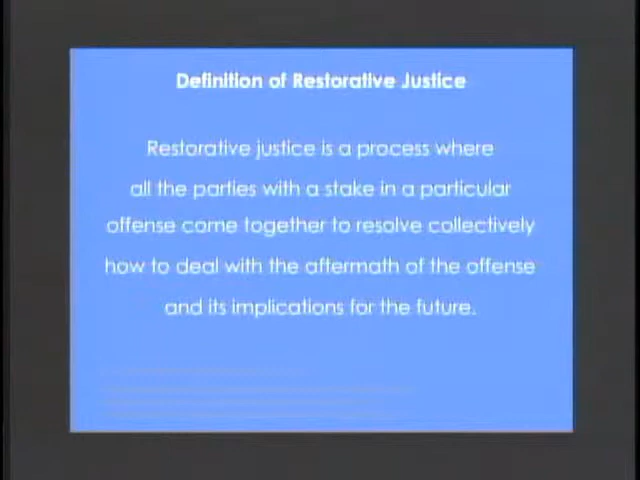 Definition of Restorative Justice
Restorative justice is a process where
all the parties with a stake in a particular
offense come together to resolve collectively
how to deal with the aftermath of the offense
and its implications for the future.